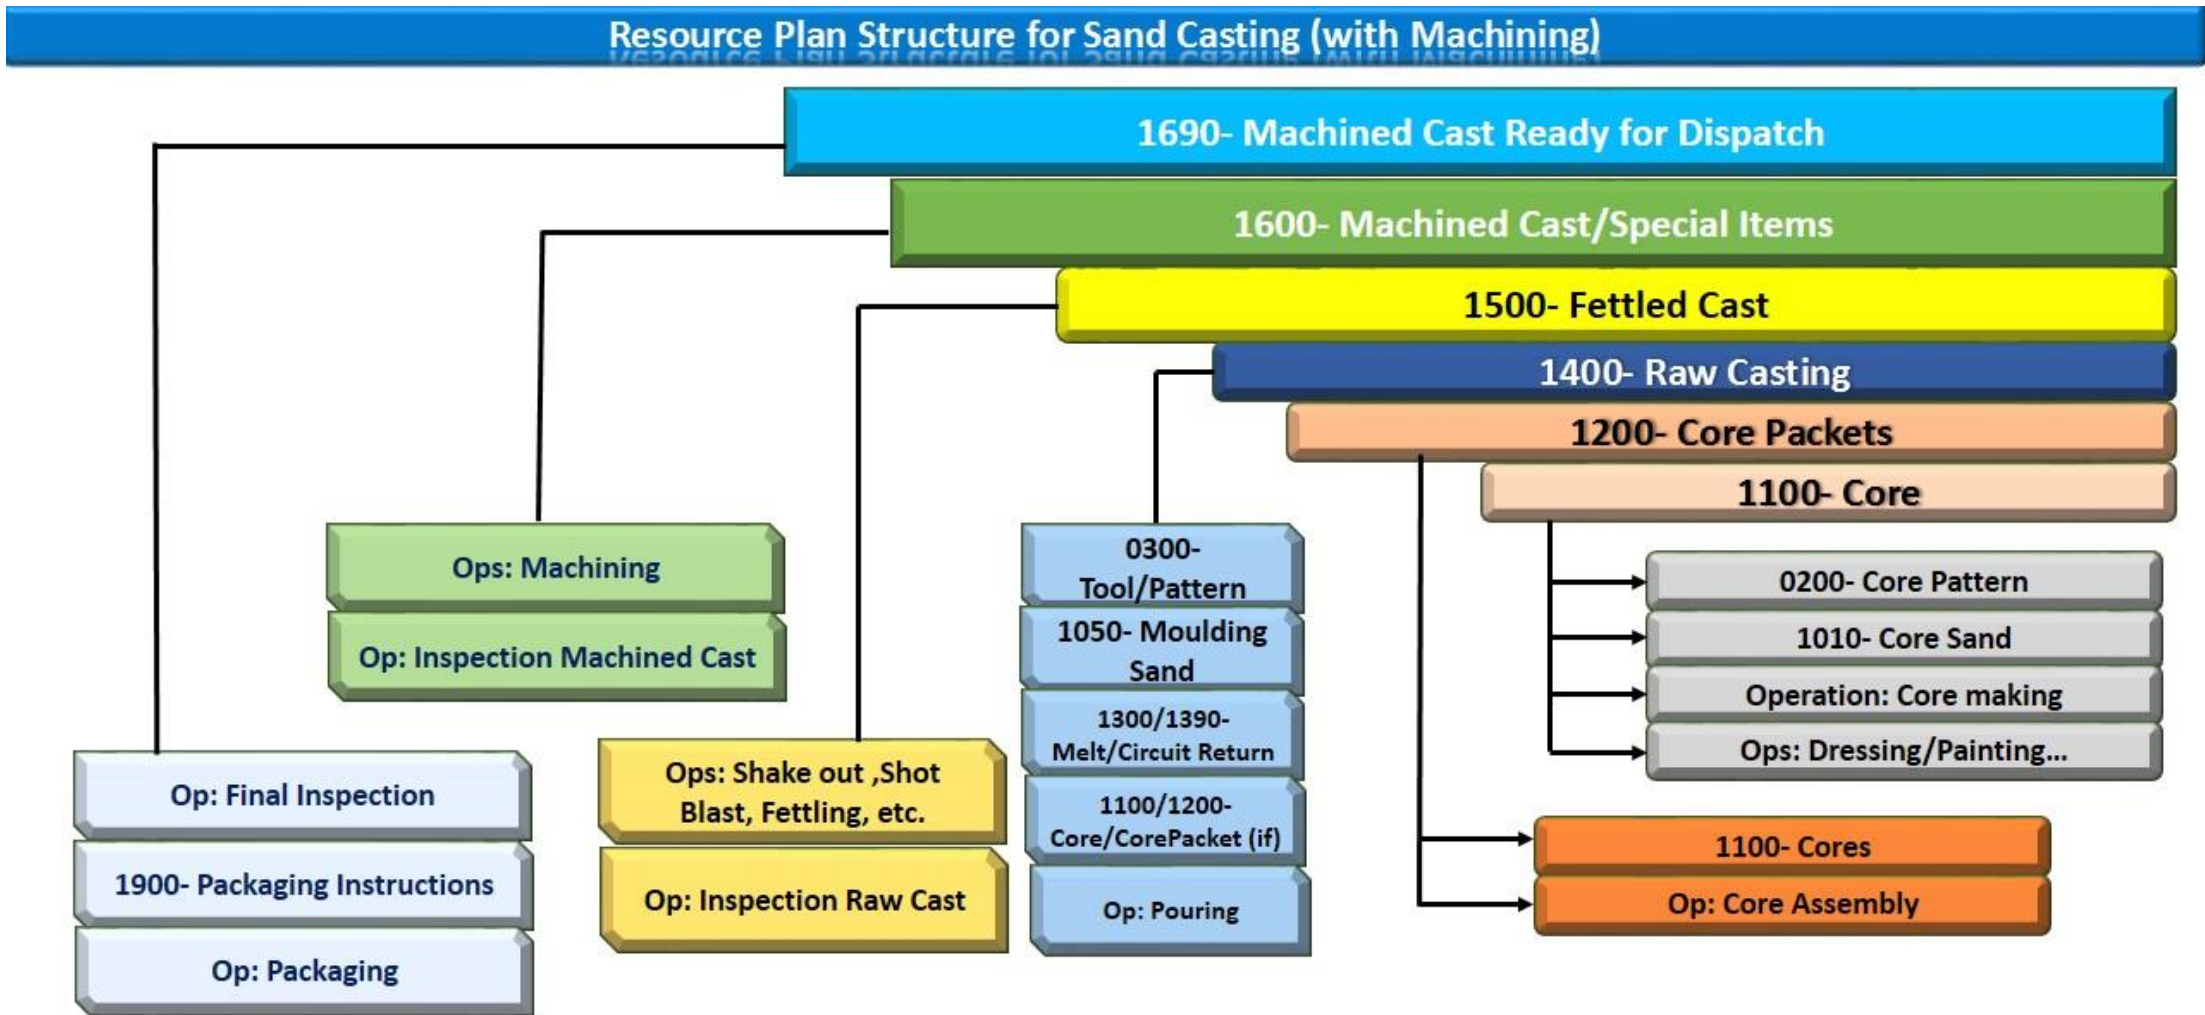 Resource Plan Structure for Sand Casting (with Machining)
1690- Machined Cast Ready for Dispatch
1600- Machined Cast/Special Items
1500- Fettled Cast
1400- Raw Casting
1200- Core Packets
1100- Core
Ops: Machining
Op: Inspection Machined Cast
Op: Final Inspection
1900- Packaging Instructions
Op: Packaging
Ops: Shake out ,Shot
Blast, Fettling, etc.
Op: Inspection Raw Cast
0300-
Tool/Pattern
1050- Moulding
Sand
1300/1390-
Melt/Circuit Return
1100/1200-
Core/CorePacket (if)
Op: Pouring
0200- Core Pattern
1010- Core Sand
Operation: Core making
Ops: Dressing/Painting...
1100- Cores
Op: Core Assembly